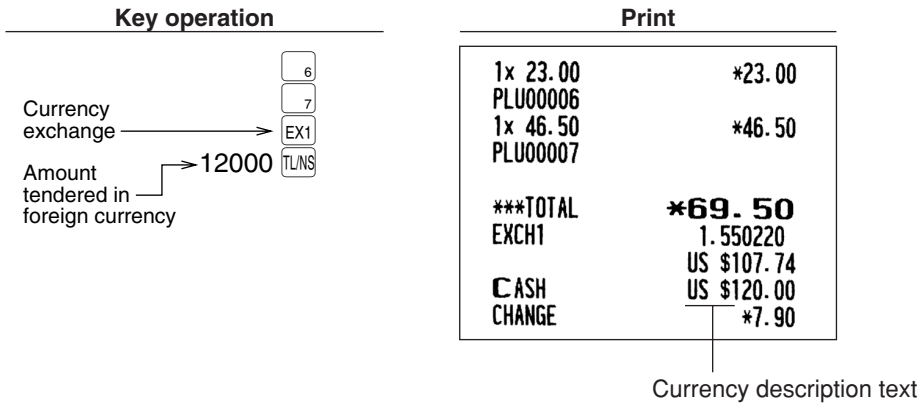 Key operation
6
7
Currency
exchange
EX1
Amount
tendered in
foreign currency
12000 TL/NS
Print
1x 23.00 *23.00
PLU00006
1x 46.50 *46.50
PLU00007
***TOTAL *69.50
EXCH1 1.550220
US $107.74
CASH US $120.00
CHANGE *7.90
Currency description text